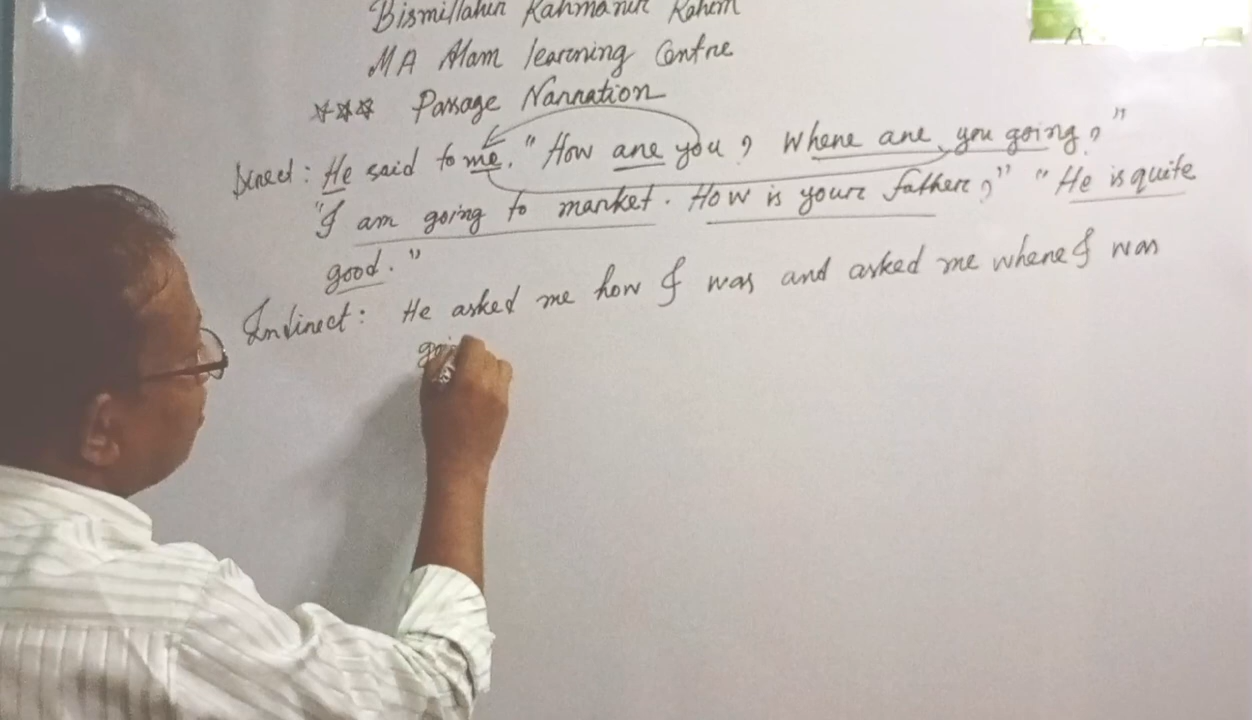 Bismillahir Rahmanir Rahim
MA Alam learning Centre
*** Passage Narration
Direct: He said to me, "How are you? Where are you going?"
"I am going to market. How is your father?" "He is quite
good."
Indirect: He asked me how I was and asked me where I was
goi